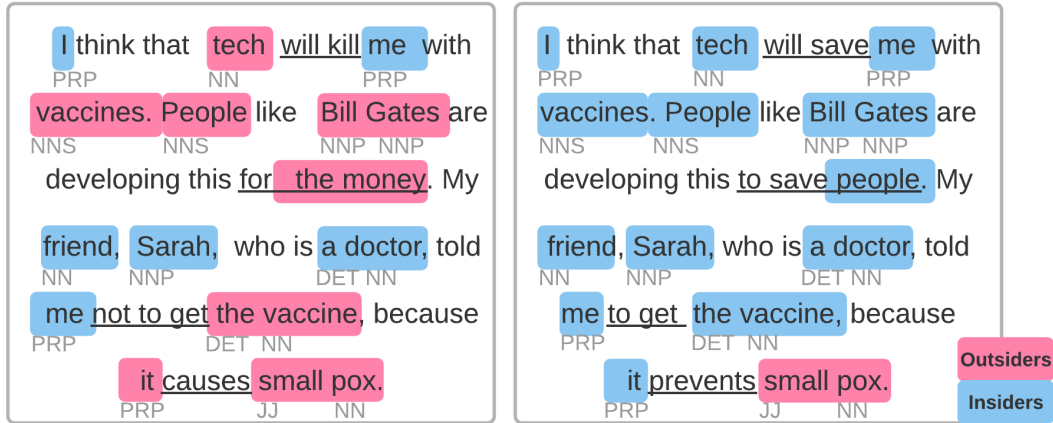 I think that tech will kill me with
PRP NN PRP
vaccines. People like Bill Gates are
NNS NNS NNP NNP
developing this for the money. My
friend, Sarah, who is a doctor, told
NN NNP DET NN
me not to get the vaccine, because
PRP DET NN
it causes small pox.
PRP JJ NN
I think that tech will save me with
PRP NN PRP
vaccines. People like Bill Gates are
NNS NNS NNP NNP
developing this to save people. My
friend, Sarah, who is a doctor, told
NN NNP DET NN
me to get the vaccine, because
PRP DET NN
it prevents small pox.
PRP JJ NN
Outsiders
Insiders